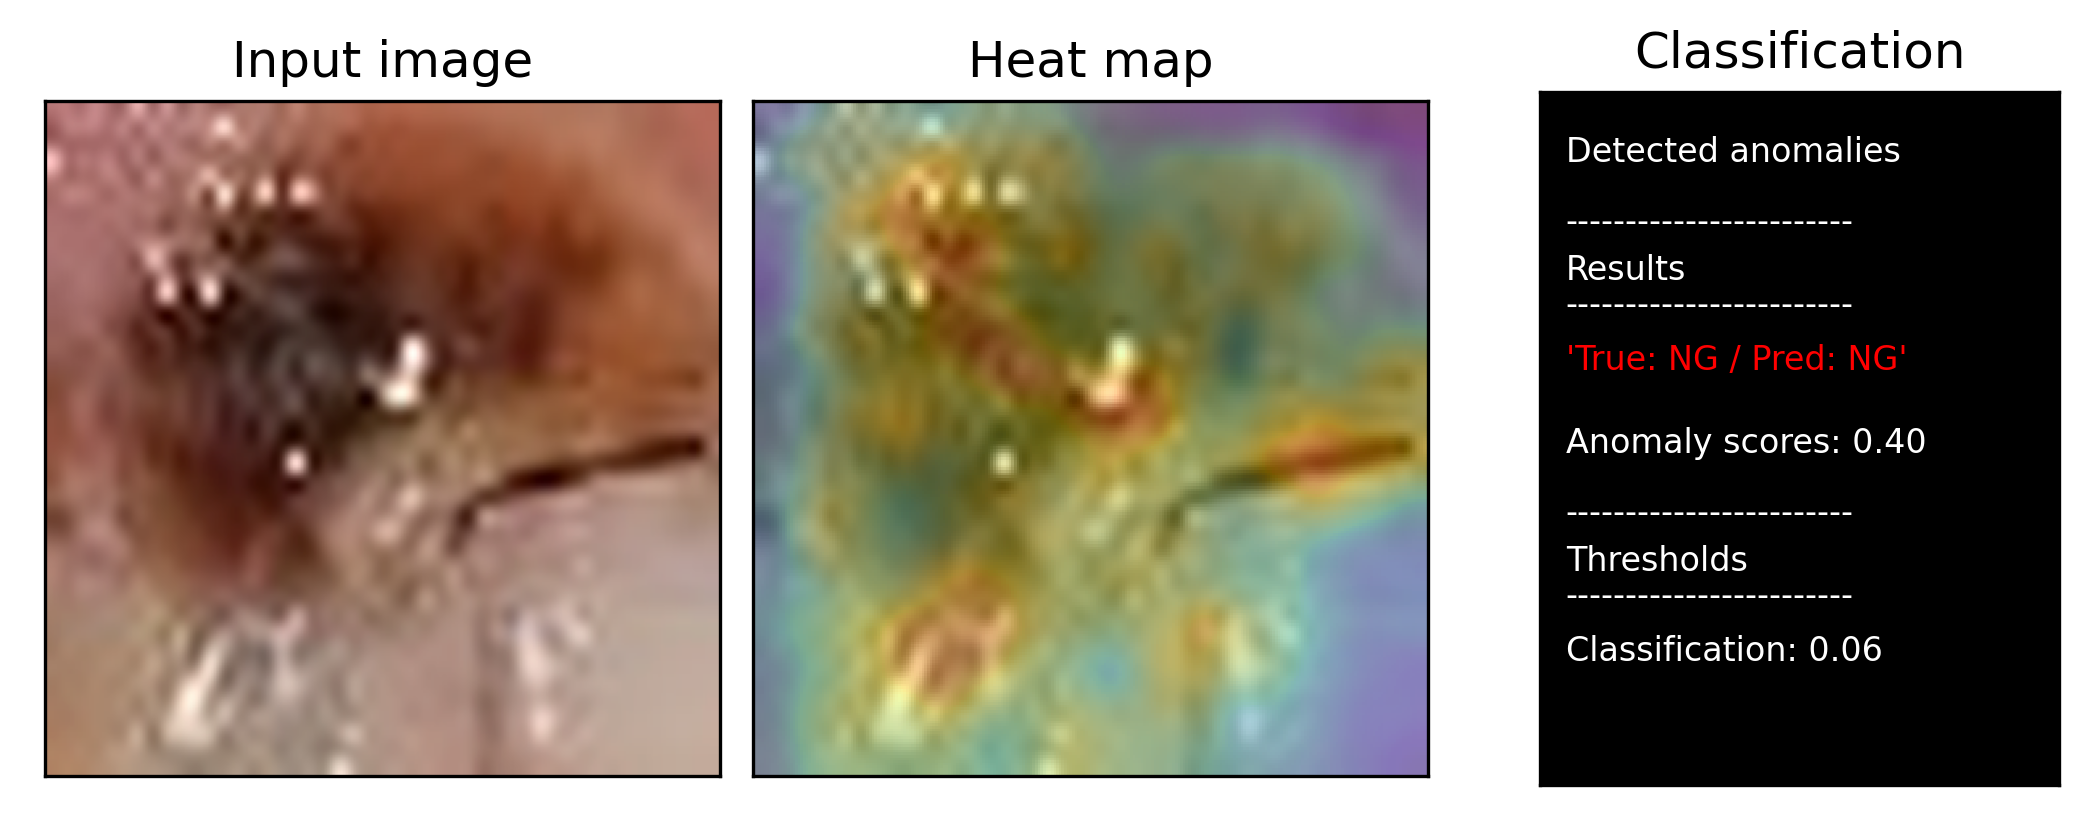 Input image
Heat map
Classification
Detected anomalies
------------------------
Results
------------------------
'True: NG / Pred: NG'
Anomaly scores: 0.40
------------------------
Thresholds
------------------------
Classification: 0.06